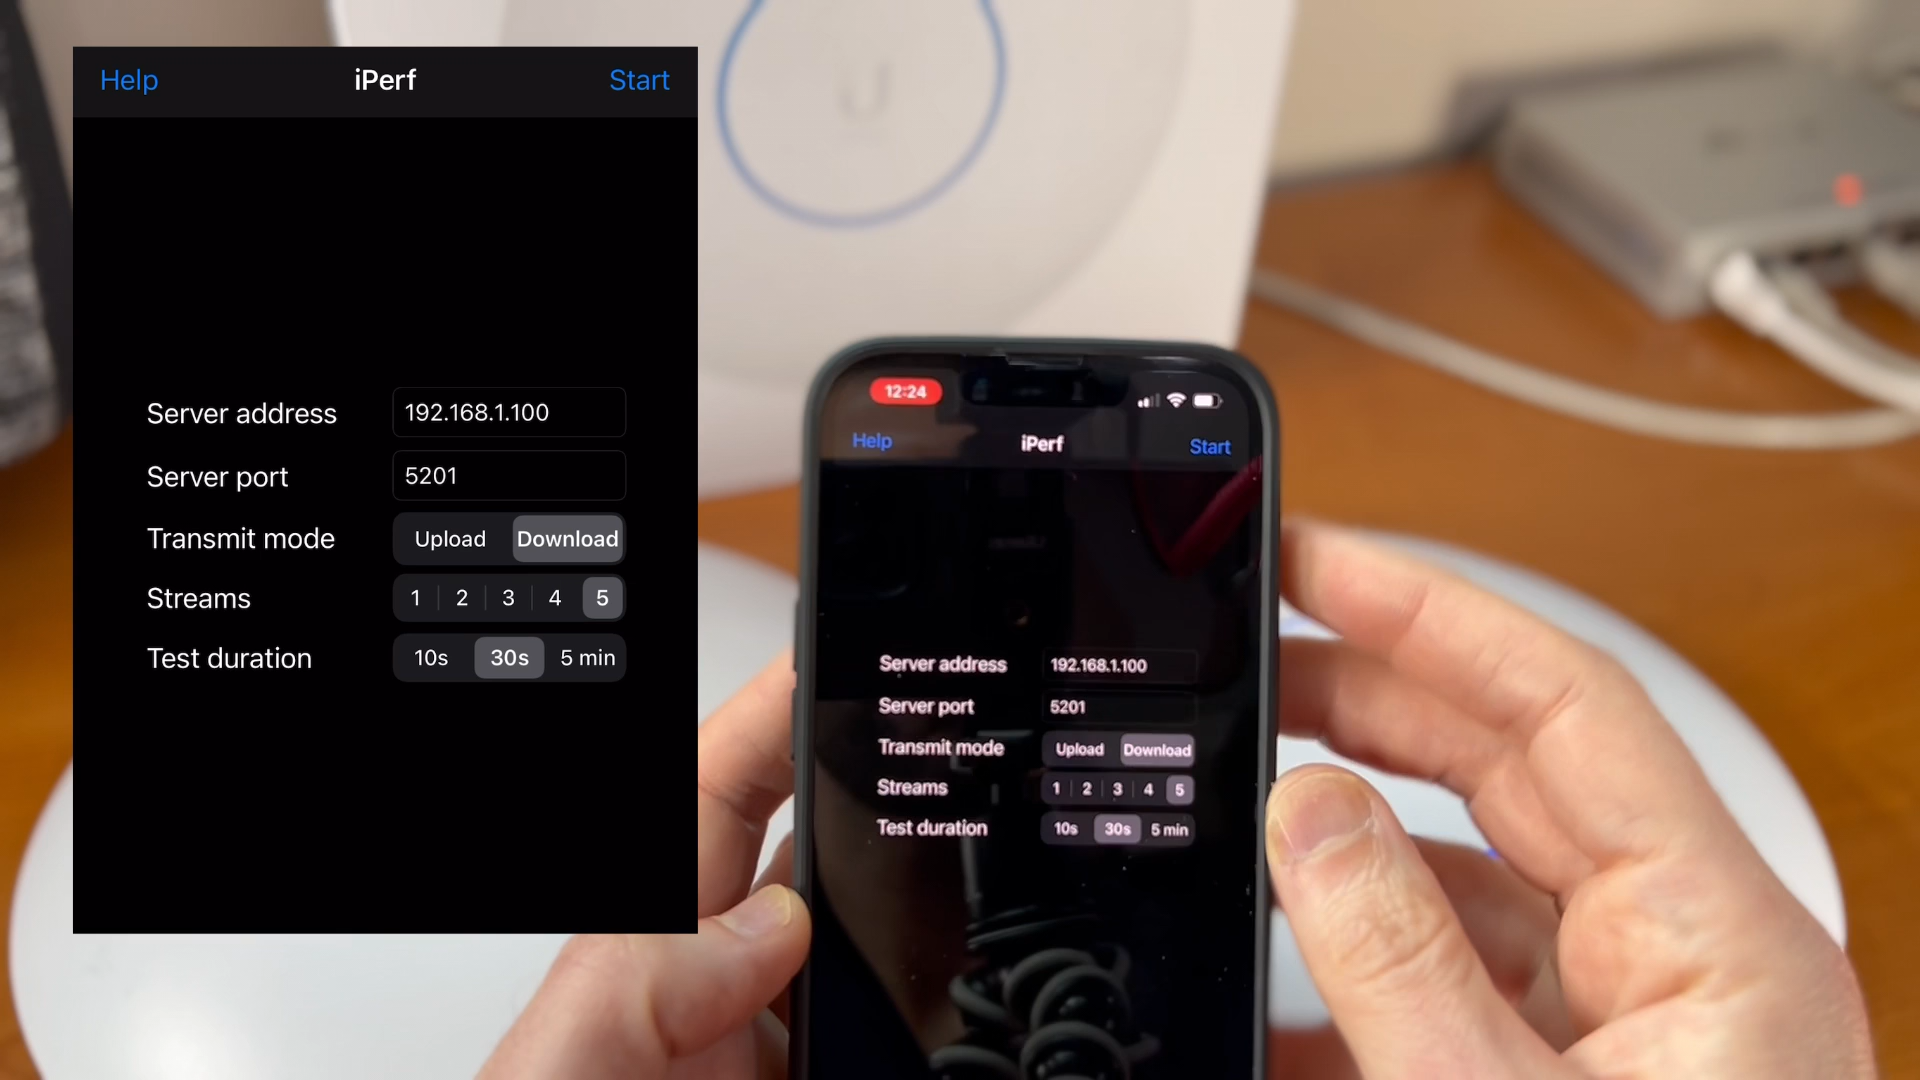 Help iPerf Start
Server address 192.168.1.100
Server port 5201
Transmit mode Upload Download
Streams 1 2 3 4 5
Test duration 10s 30s 5 min
12:24
Help iPerf Start
Server address 192.168.1.100
Server port 5201
Transmit mode Upload Download
Streams 1 2 3 4 5
Test duration 10s 30s 5 min